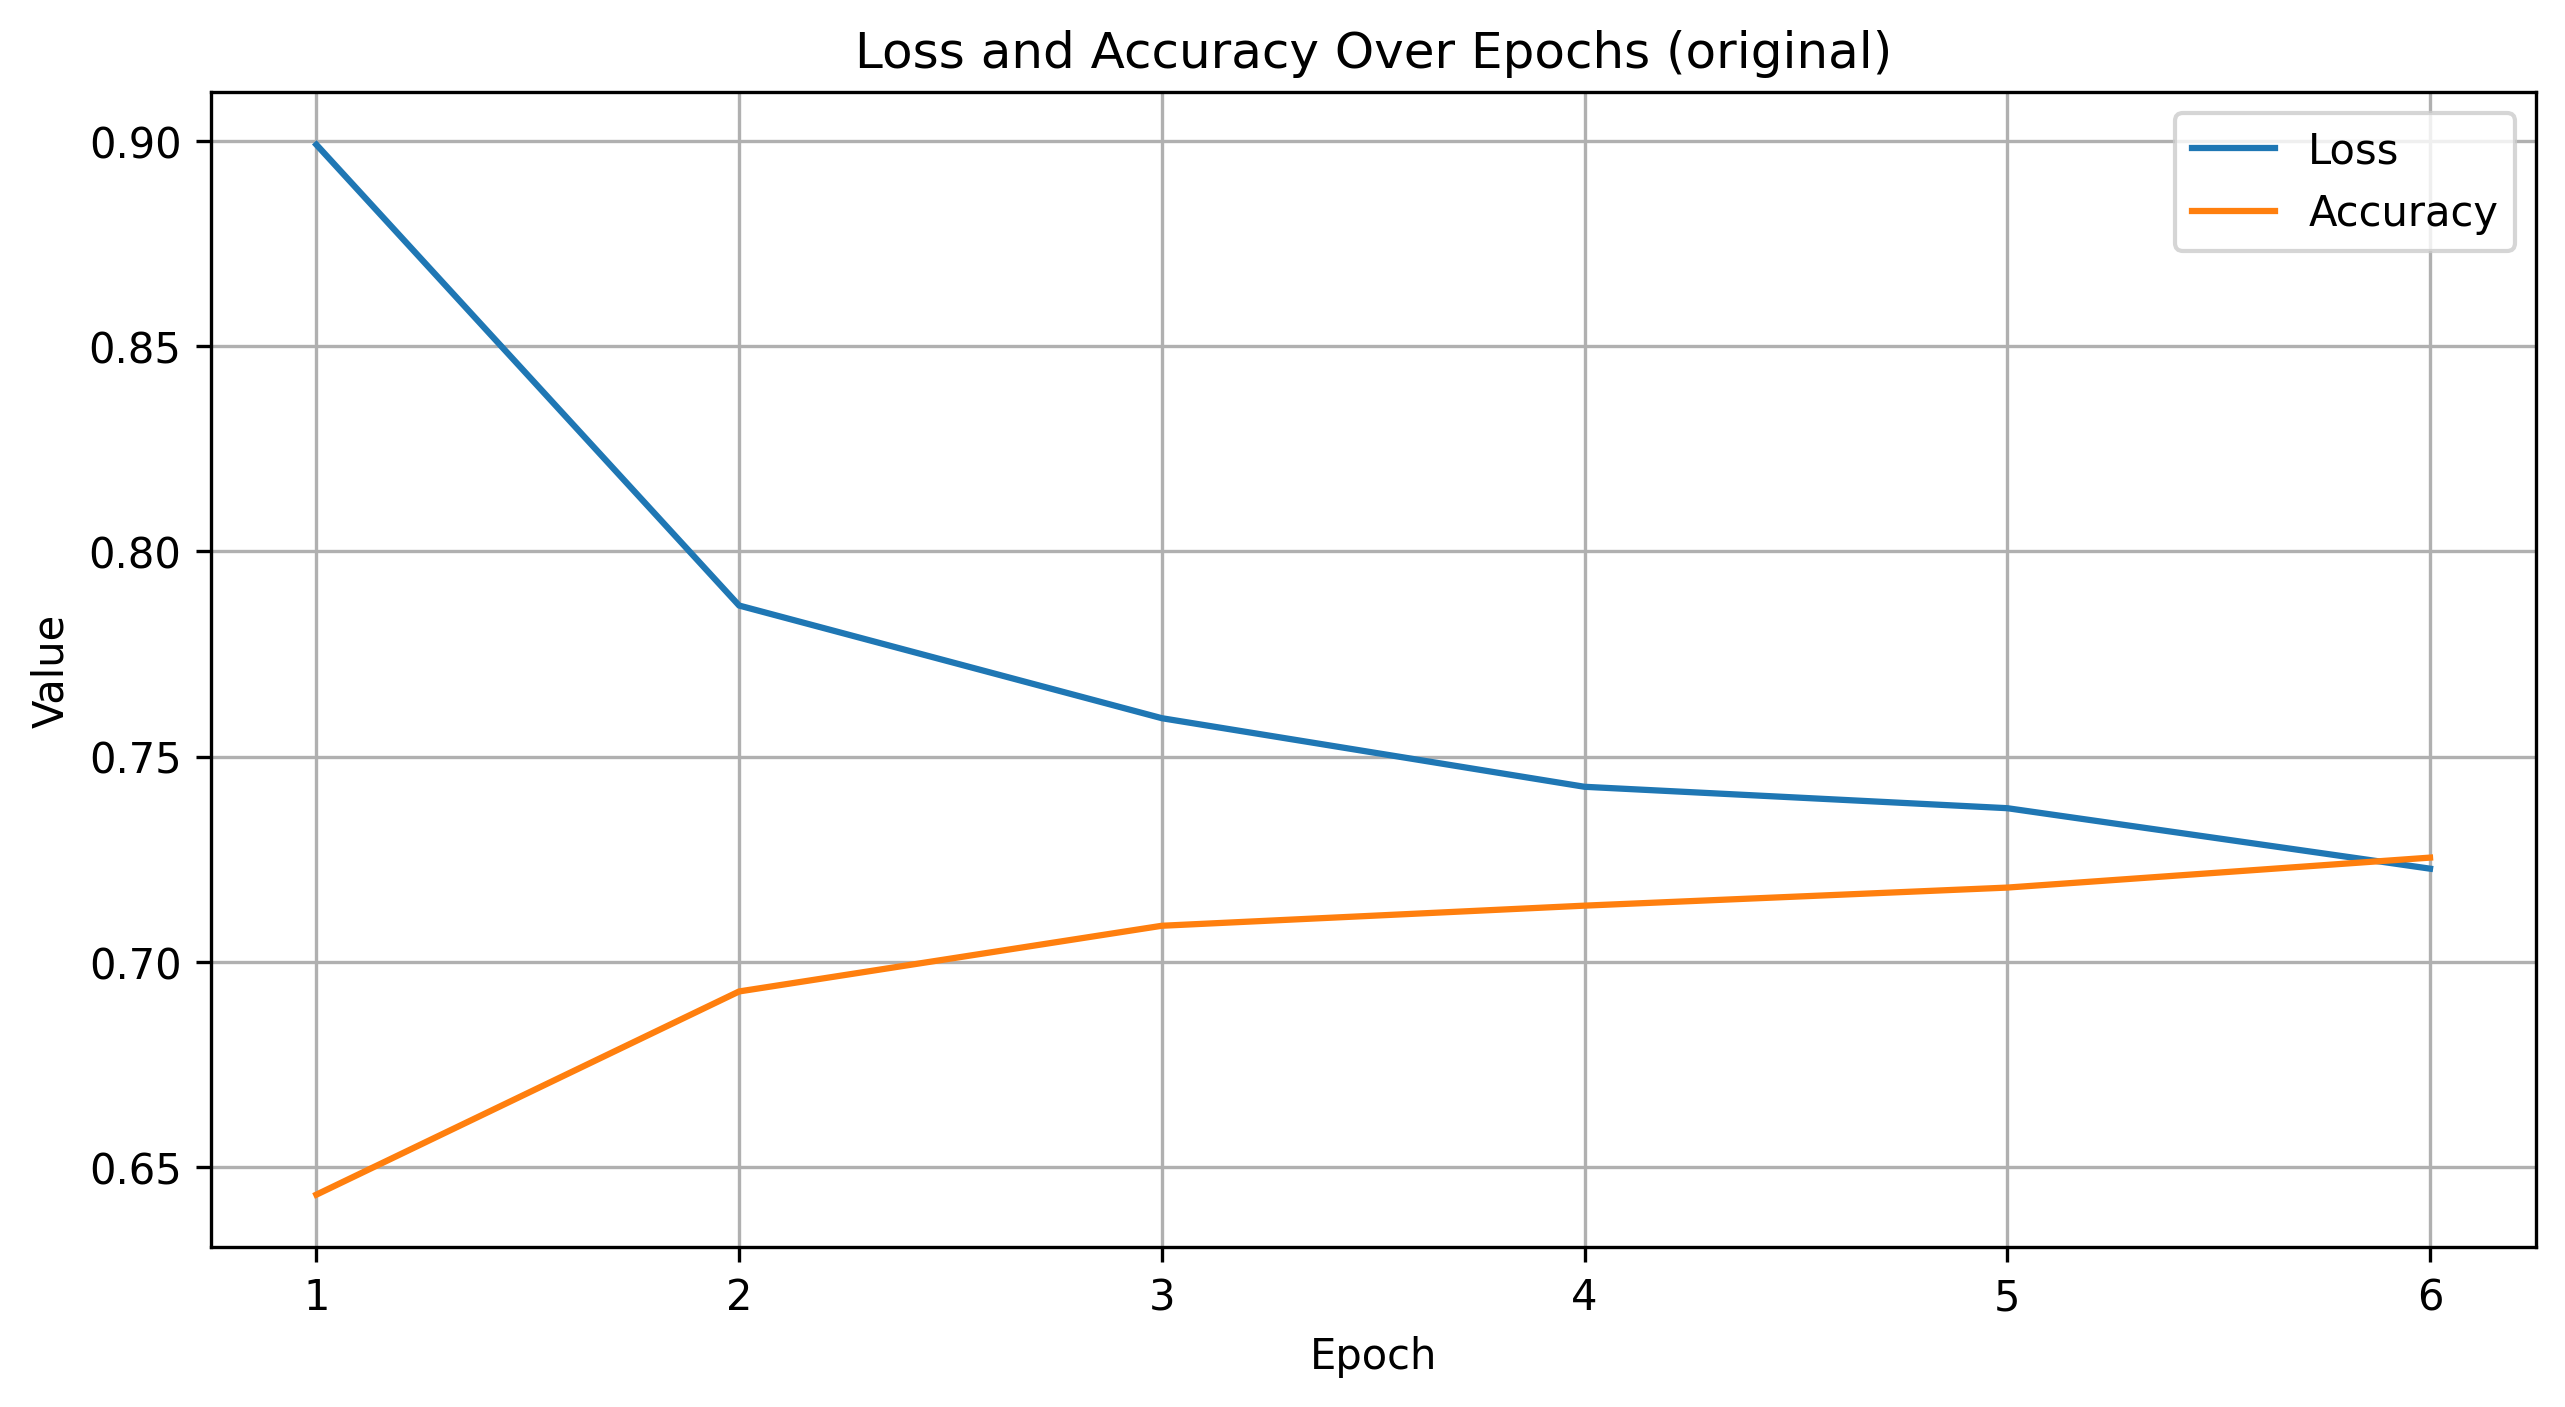 Loss and Accuracy Over Epochs (original)
Loss
Accuracy
0.90
0.85
0.80
0.75
0.70
0.65
Value
1 2 3 4 5 6
Epoch